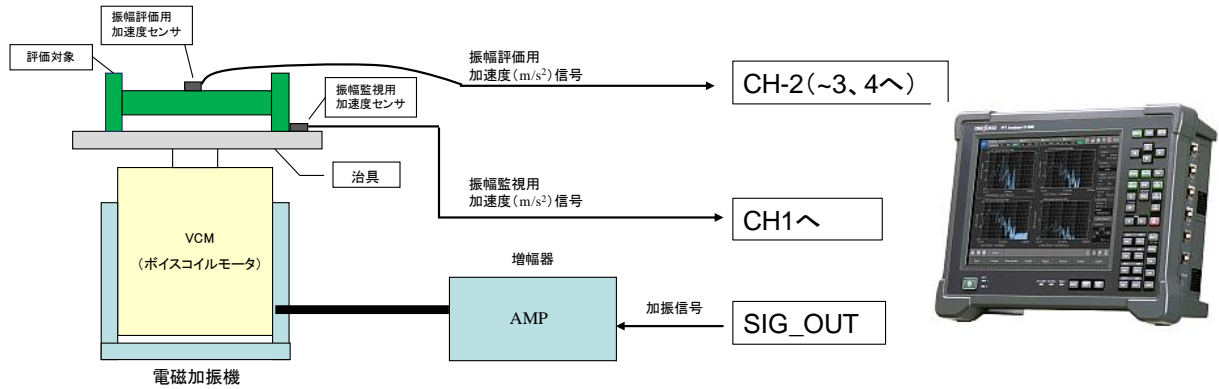 振幅評価用
加速度センサ
評価対象
振幅評価用
加速度(m/s²)信号
CH-2(~3、4へ)
振幅監視用
加速度センサ
治具
振幅監視用
加速度(m/s²)信号
CH1へ
VCM
(ボイスコイルモータ)
増幅器
AMP
加振信号
SIG_OUT
電磁加振機